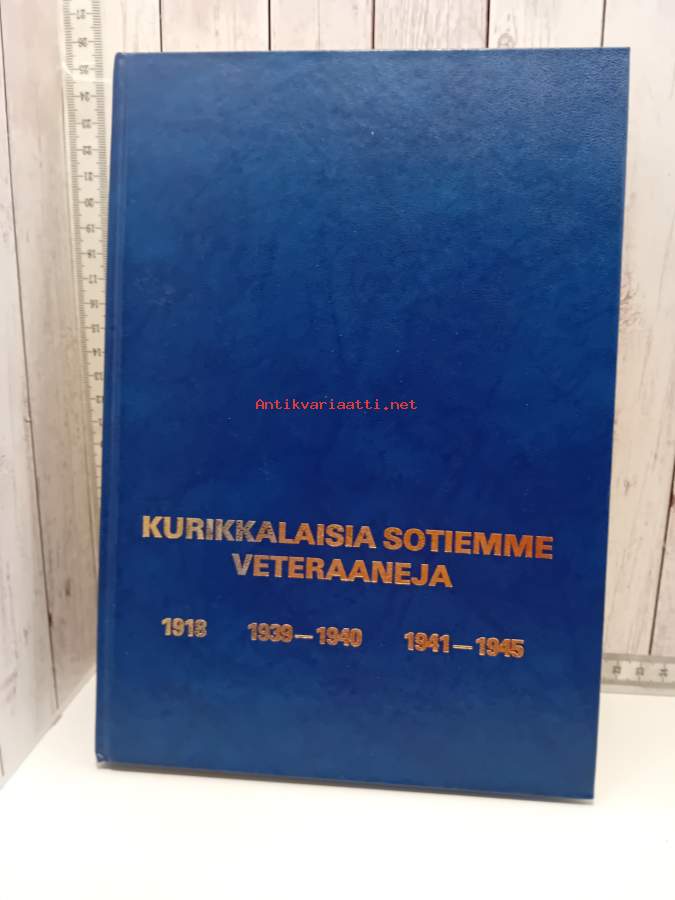 Antikvariaatti.net
KURIKKALAISIA SOTIEMME
VETERAANEJA
1918 1939—1940 1941—1945